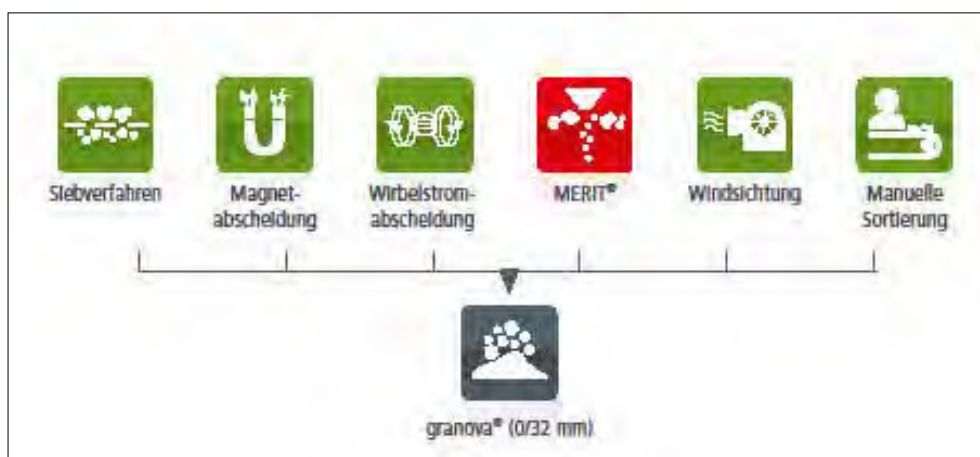 Siebverfahren
Magnet-
abscheidung
Wirbelstrom-
abscheidung
MERIT®
Windsichtung
Manuelle
Sortierung
granova® (0/32 mm)